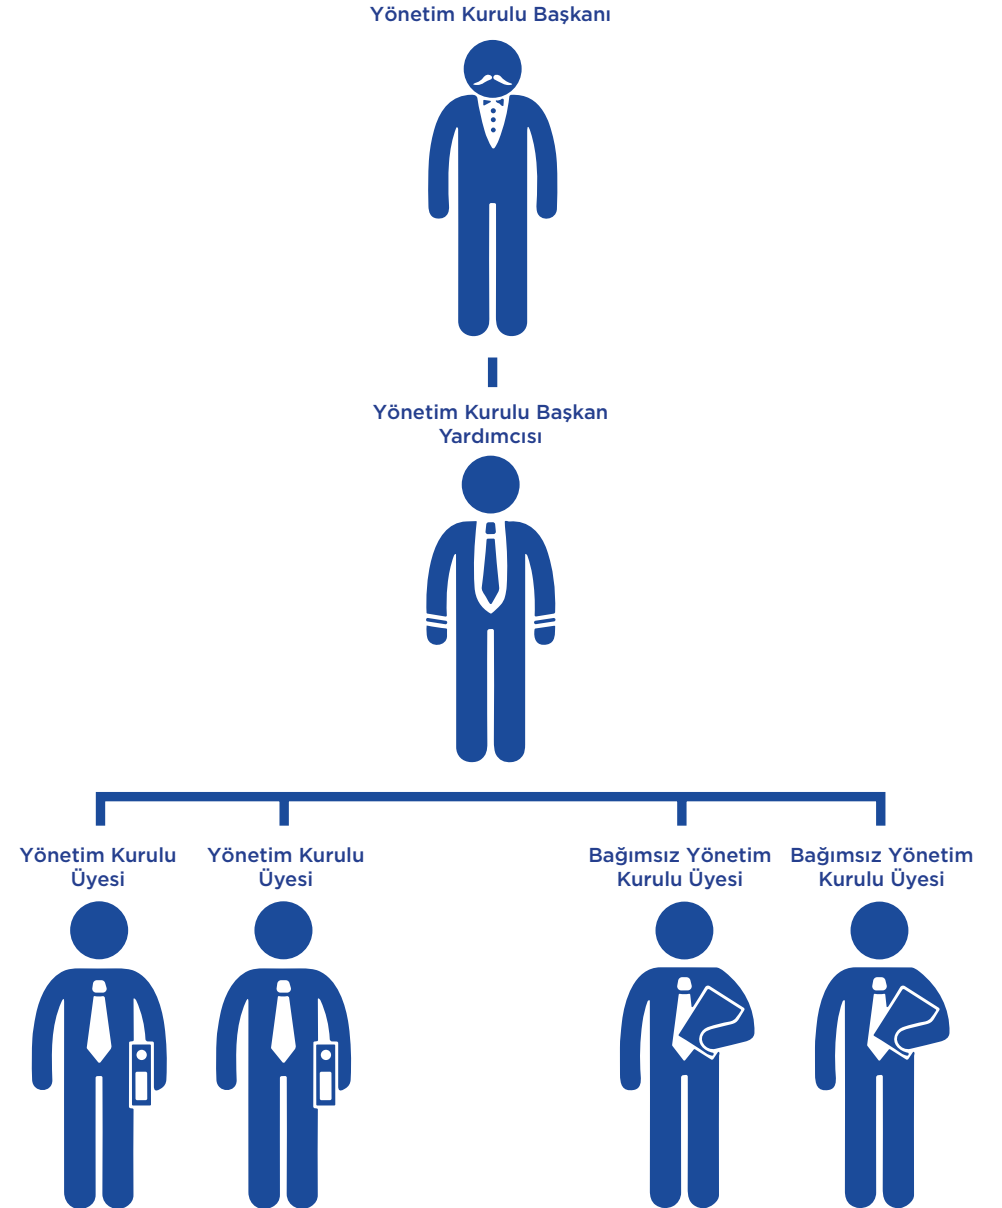 Yönetim Kurulu Başkanı
Yönetim Kurulu Başkan
Yardımcısı
Yönetim Kurulu
Üyesi
Yönetim Kurulu
Üyesi
Bağımsız Yönetim
Kurulu Üyesi
Bağımsız Yönetim
Kurulu Üyesi